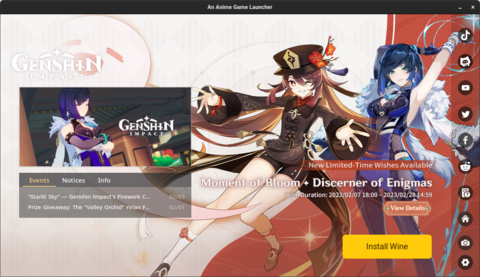 An Anime Game Launcher
GENSHIN
IMPACT
GENSHIN
IMPACT
Events Notices Info
"Starlit Sky" — Genshin Impact's Firework C... 02/03
Prize Giveaway: The "Valley Orchid" Yelan F... 02/01
New Limited-Time Wishes Available
Moment of Bloom ✦ Discerner of Enigmas
Duration: 2023/02/07 18:00 – 2023/02/28 14:59
View Details
Install Wine